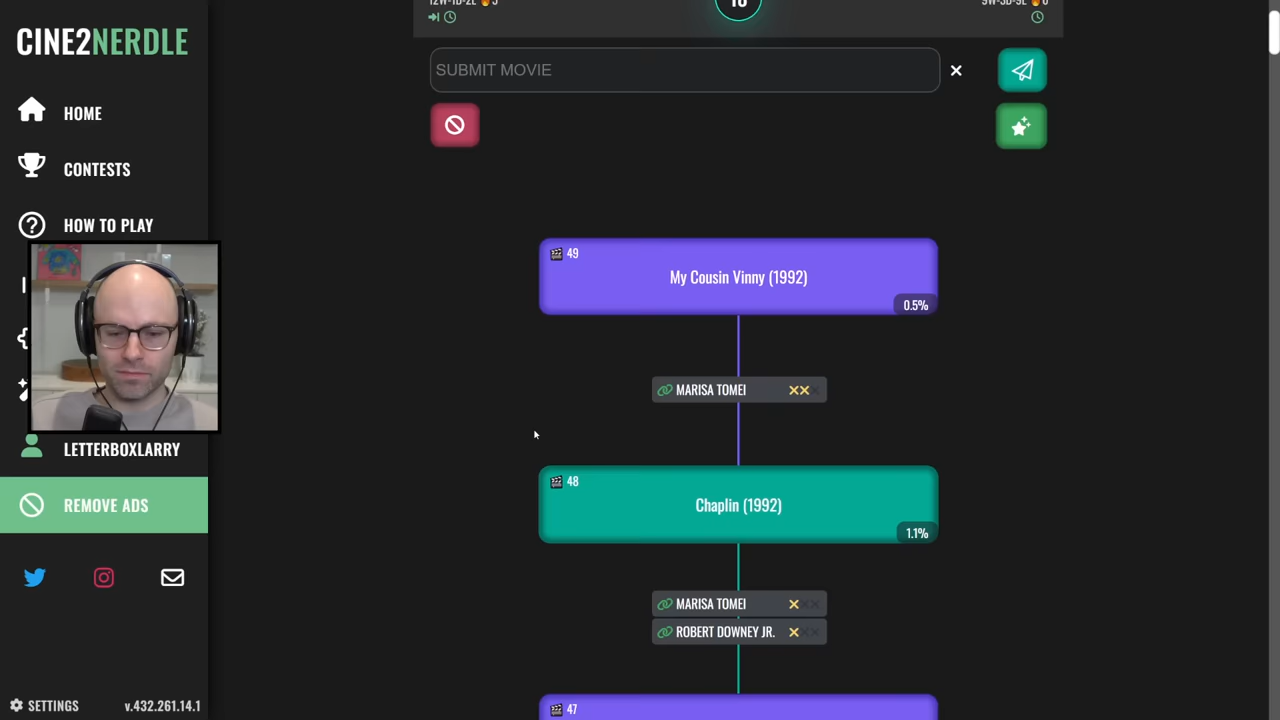 CINE2NERDLE
HOME
CONTESTS
HOW TO PLAY
LETTERBOXLARRY
REMOVE ADS
SETTINGS
v.432.261.14.1
SUBMIT MOVIE
49
My Cousin Vinny (1992)
0.5%
MARISA TOMEI
48
Chaplin (1992)
1.1%
MARISA TOMEI
ROBERT DOWNEY JR.
47